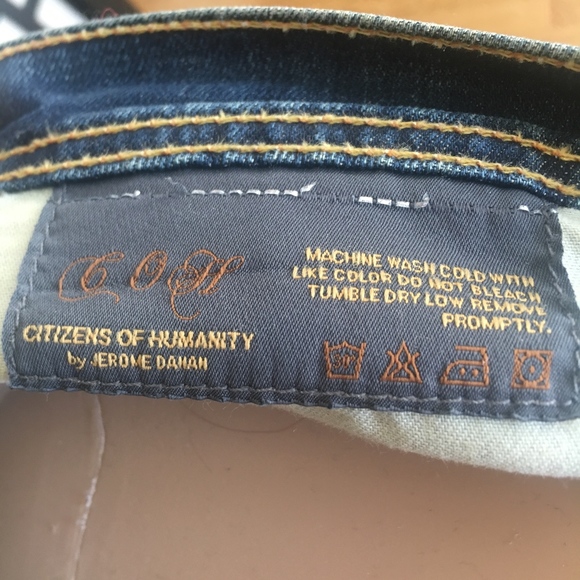 COH
CITIZENS OF HUMANITY
by JEROME DAHAN
MACHINE WASH COLD WITH
LIKE COLOR DO NOT BLEACH
TUMBLE DRY LOW REMOVE
PROMPTLY.